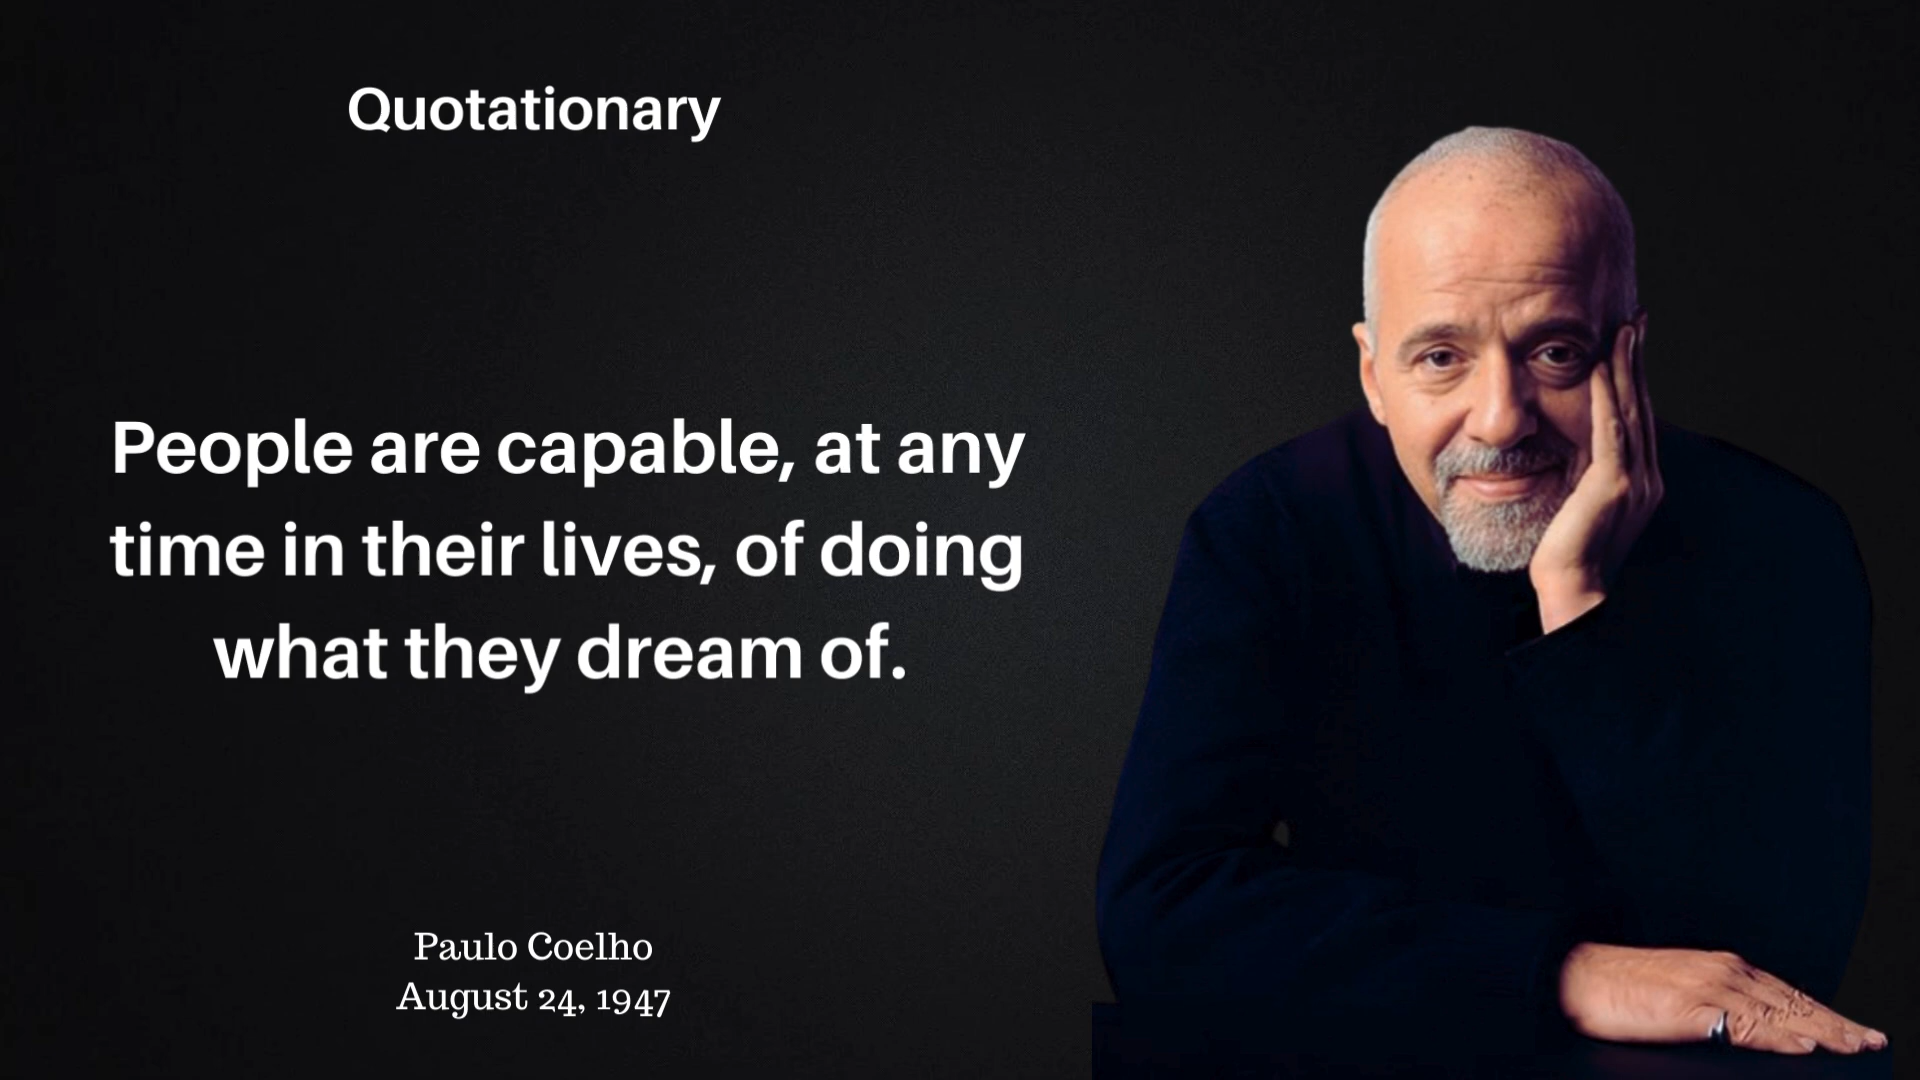 Quotationary
People are capable, at any
time in their lives, of doing
what they dream of.
Paulo Coelho
August 24, 1947